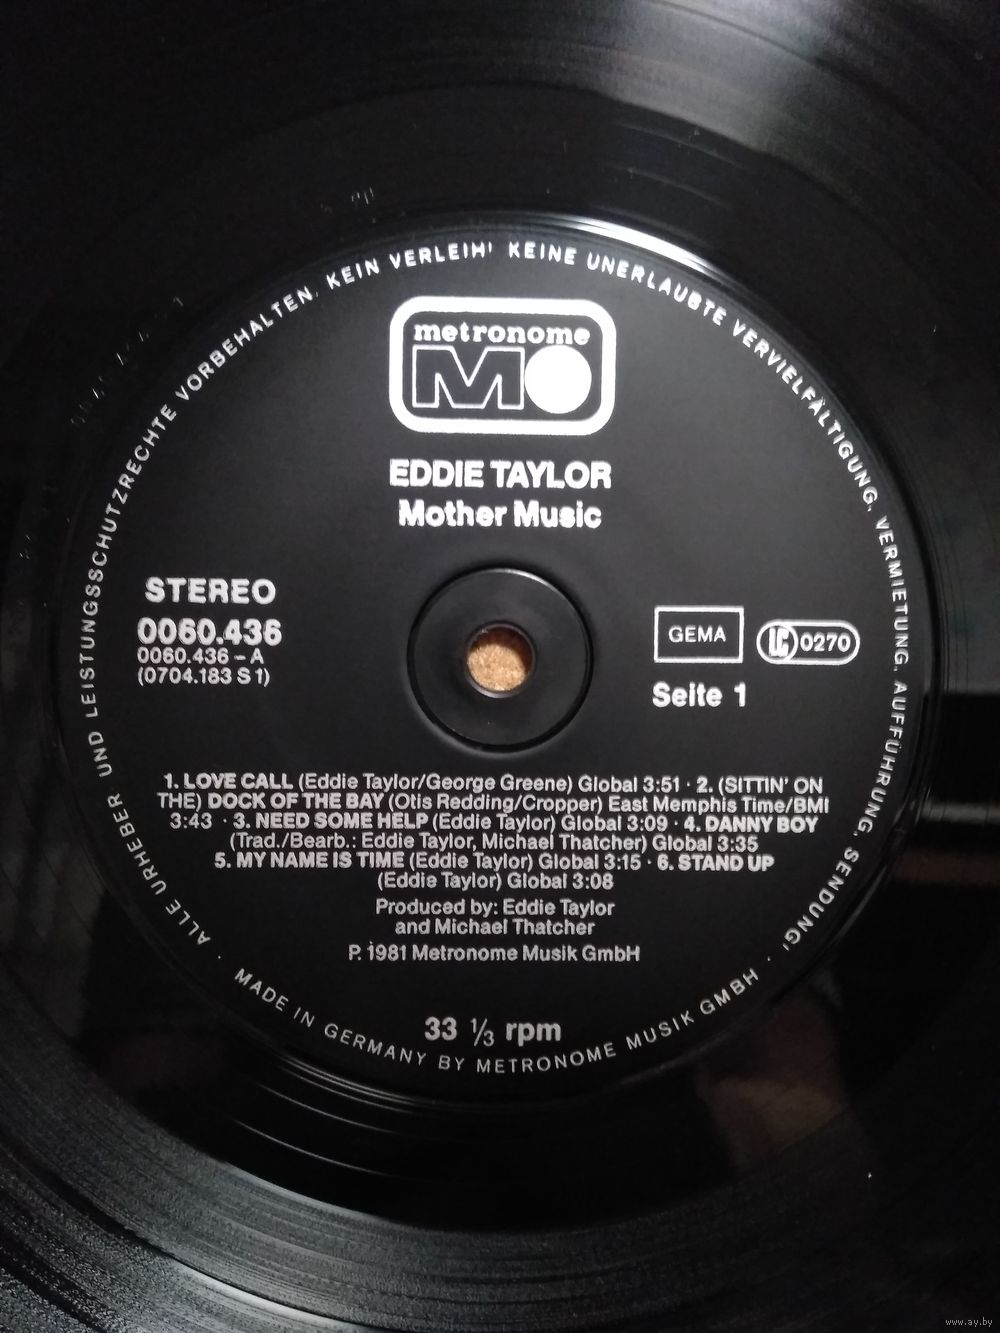 ALLE URHEBER UND LEISTUNGSSCHUTZRECHTE VORBEHALTEN. KEIN VERLEIH! KEINE UNERLAUBTE VERVIELFÄLTIGUNG, VERMIETUNG, AUFFÜHRUNG, SENDUNG!
metronome
MO
EDDIE TAYLOR
Mother Music
STEREO
0060.436
0060.436 – A
(0704.183 S 1)
GEMA
LC 0270
Seite 1
1. LOVE CALL (Eddie Taylor/George Greene) Global 3:51 · 2. (SITTIN' ON
THE) DOCK OF THE BAY (Otis Redding/Cropper) East Memphis Time/BMI
3:43 · 3. NEED SOME HELP (Eddie Taylor) Global 3:09 · 4. DANNY BOY
(Trad./Bearb.: Eddie Taylor, Michael Thatcher) Global 3:35
5. MY NAME IS TIME (Eddie Taylor) Global 3:15 · 6. STAND UP
(Eddie Taylor) Global 3:08
Produced by: Eddie Taylor
and Michael Thatcher
P. 1981 Metronome Musik GmbH
33 1/3 rpm
· MADE IN GERMANY BY METRONOME MUSIK GMBH ·
www.ay.by